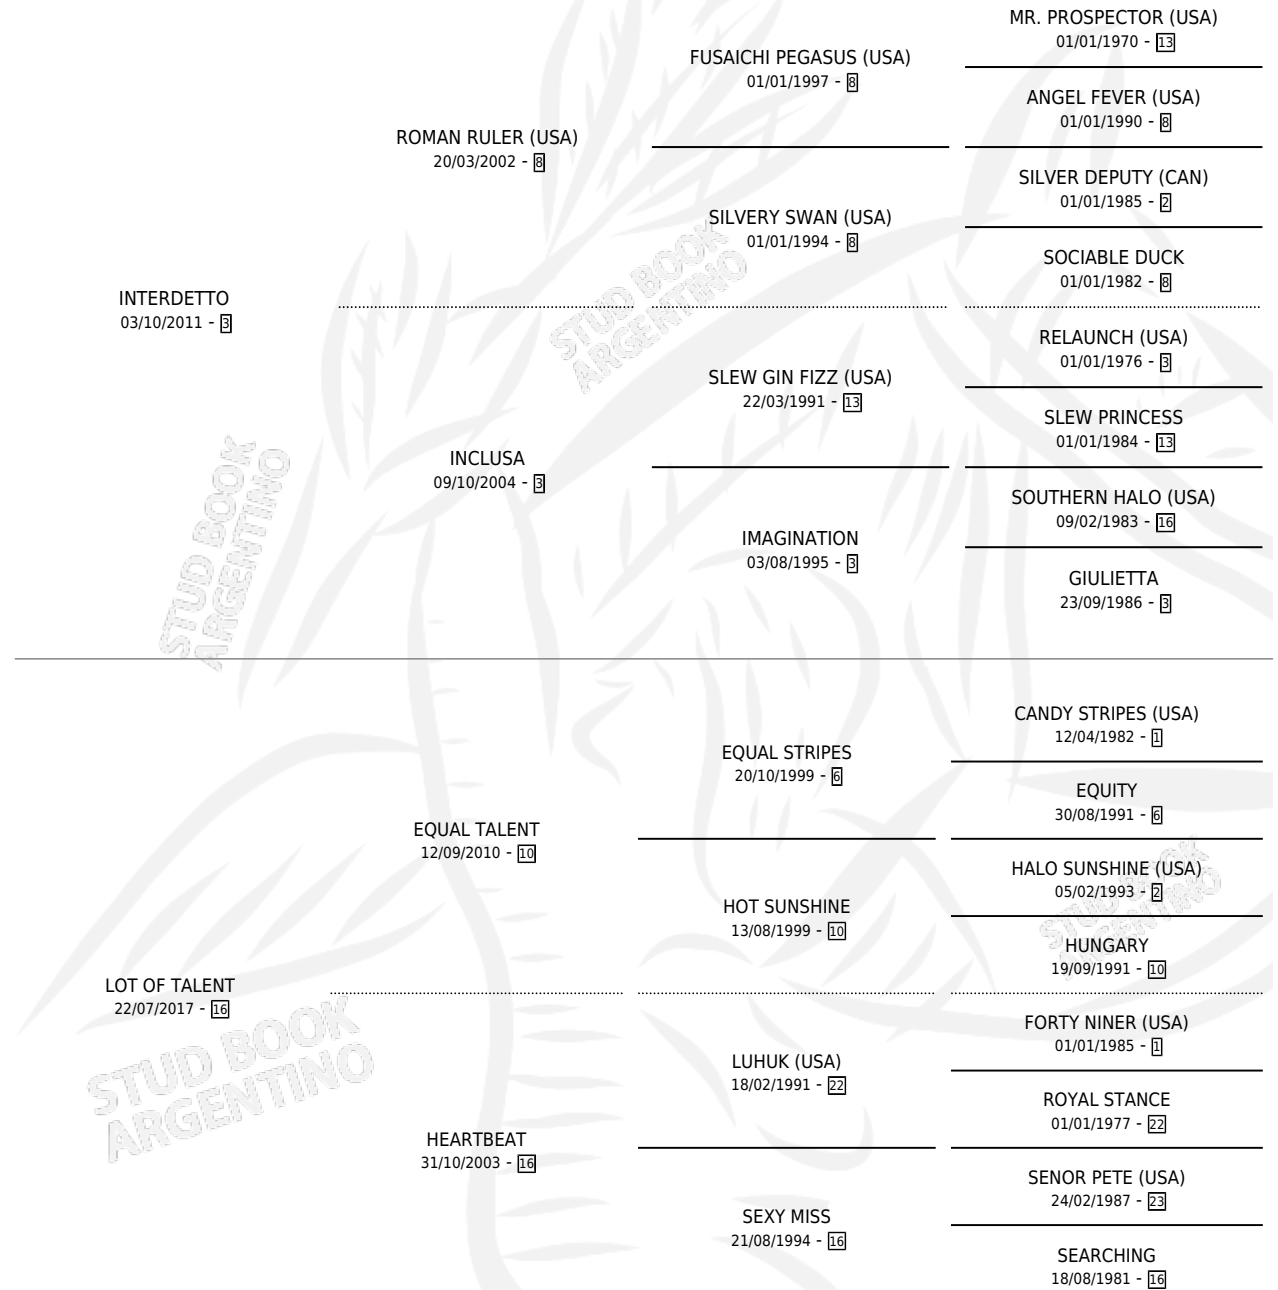 MR. PROSPECTOR (USA)
01/01/1970 - 13
FUSAICHI PEGASUS (USA)
01/01/1997 - 8
ANGEL FEVER (USA)
01/01/1990 - 8
ROMAN RULER (USA)
20/03/2002 - 8
SILVER DEPUTY (CAN)
01/01/1985 - 2
SILVERY SWAN (USA)
01/01/1994 - 8
SOCIABLE DUCK
01/01/1982 - 8
STUD BOOK
ARGENTINO
INTERDETTO
03/10/2011 - 3
RELAUNCH (USA)
01/01/1976 - 3
SLEW GIN FIZZ (USA)
22/03/1991 - 13
SLEW PRINCESS
01/01/1984 - 13
INCLUSA
09/10/2004 - 3
SOUTHERN HALO (USA)
09/02/1983 - 16
IMAGINATION
03/08/1995 - 3
GIULIETTA
23/09/1986 - 3
STUD BOOK
ARGENTINO
CANDY STRIPES (USA)
12/04/1982 - 1
EQUAL STRIPES
20/10/1999 - 6
EQUITY
30/08/1991 - 6
EQUAL TALENT
12/09/2010 - 10
HALO SUNSHINE (USA)
05/02/1993 - 2
HOT SUNSHINE
13/08/1999 - 10
STUD BOOK
ARGENTINO
HUNGARY
19/09/1991 - 10
LOT OF TALENT
22/07/2017 - 16
FORTY NINER (USA)
01/01/1985 - 1
LUHUK (USA)
18/02/1991 - 22
ROYAL STANCE
01/01/1977 - 22
STUD BOOK
ARGENTINO
HEARTBEAT
31/10/2003 - 16
SENOR PETE (USA)
24/02/1987 - 23
SEXY MISS
21/08/1994 - 16
SEARCHING
18/08/1981 - 16